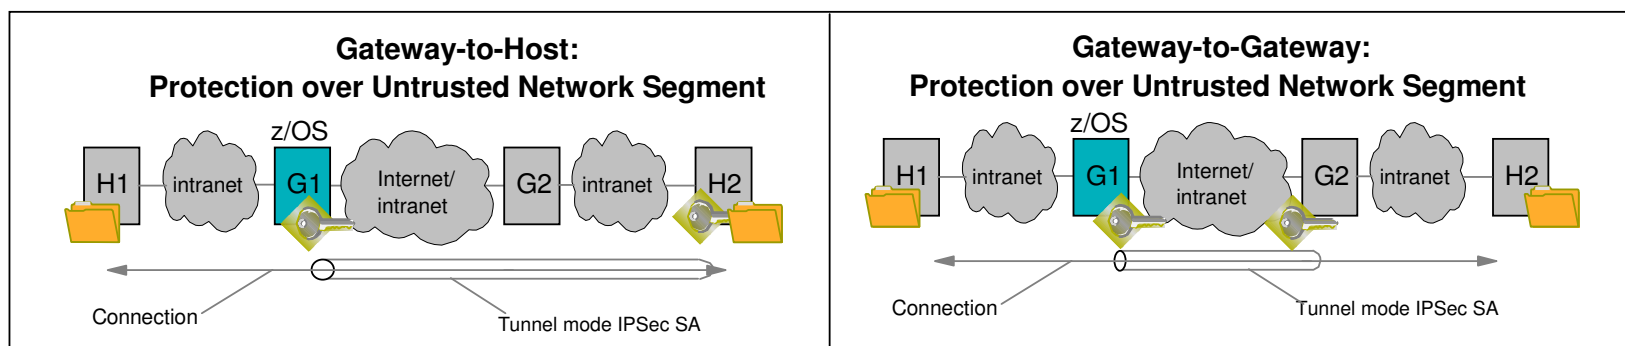 Gateway-to-Host:
Protection over Untrusted Network Segment
z/OS
H1
intranet
G1
Internet/
intranet
G2
intranet
H2
Connection
Tunnel mode IPSec SA
Gateway-to-Gateway:
Protection over Untrusted Network Segment
z/OS
H1
intranet
G1
Internet/
intranet
G2
intranet
H2
Connection
Tunnel mode IPSec SA